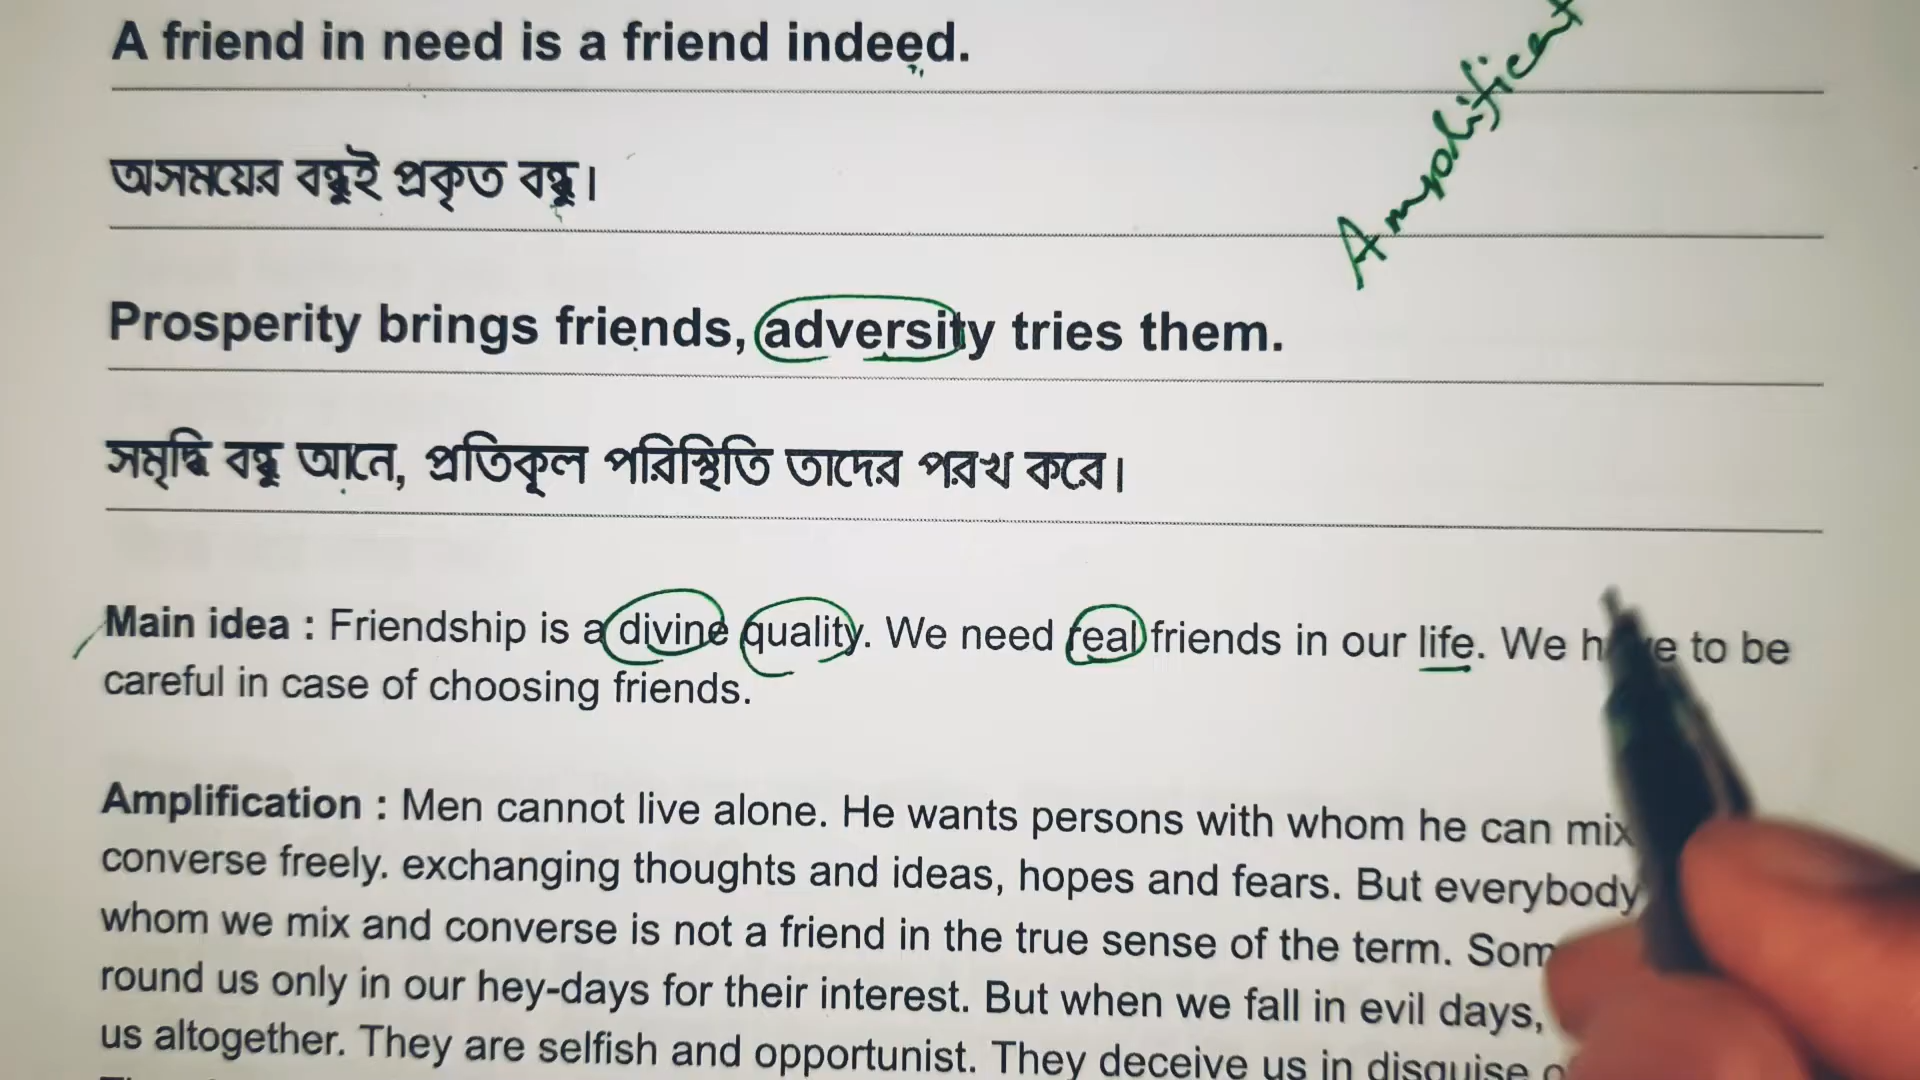 A friend in need is a friend indeed.
অসময়ের বন্ধুই প্রকৃত বন্ধু।
Prosperity brings friends, adversity tries them.
সমৃদ্ধি বন্ধু আনে, প্রতিকূল পরিস্থিতি তাদের পরখ করে।
Main idea : Friendship is a divine quality. We need real friends in our life. We have to be
careful in case of choosing friends.
Amplification : Men cannot live alone. He wants persons with whom he can mix
converse freely. exchanging thoughts and ideas, hopes and fears. But everybody
whom we mix and converse is not a friend in the true sense of the term. Som
round us only in our hey-days for their interest. But when we fall in evil days,
us altogether. They are selfish and opportunist. They deceive us in disguise